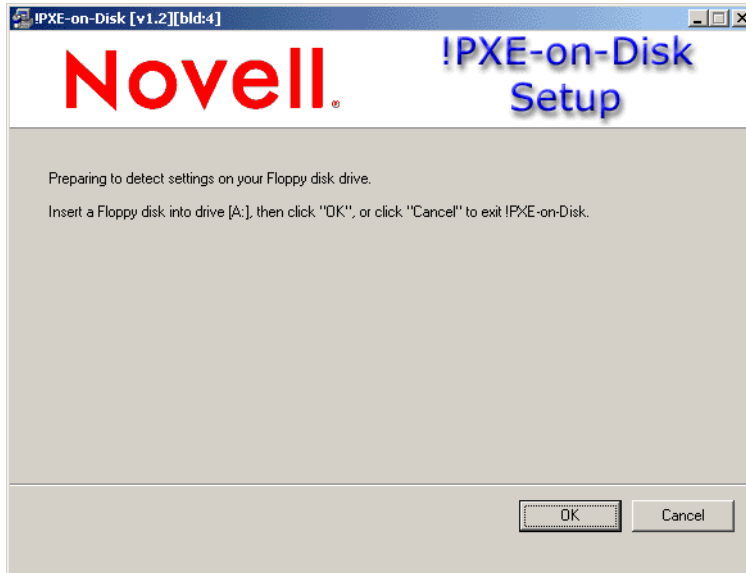 !PXE-on-Disk [v1.2][bld:4]
Novell®
!PXE-on-Disk
Setup
Preparing to detect settings on your Floppy disk drive.
Insert a Floppy disk into drive [A:], then click "OK", or click "Cancel" to exit !PXE-on-Disk.
OK
Cancel